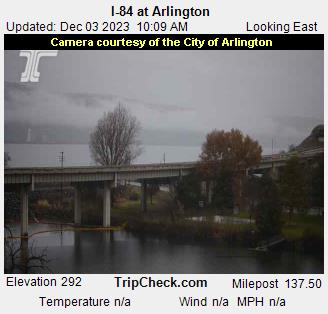 I-84 at Arlington
Updated: Dec 03 2023 10:09 AM Looking East
Camera courtesy of the City of Arlington
Elevation 292 TripCheck.com Milepost 137.50
Temperature n/a Wind n/a MPH n/a